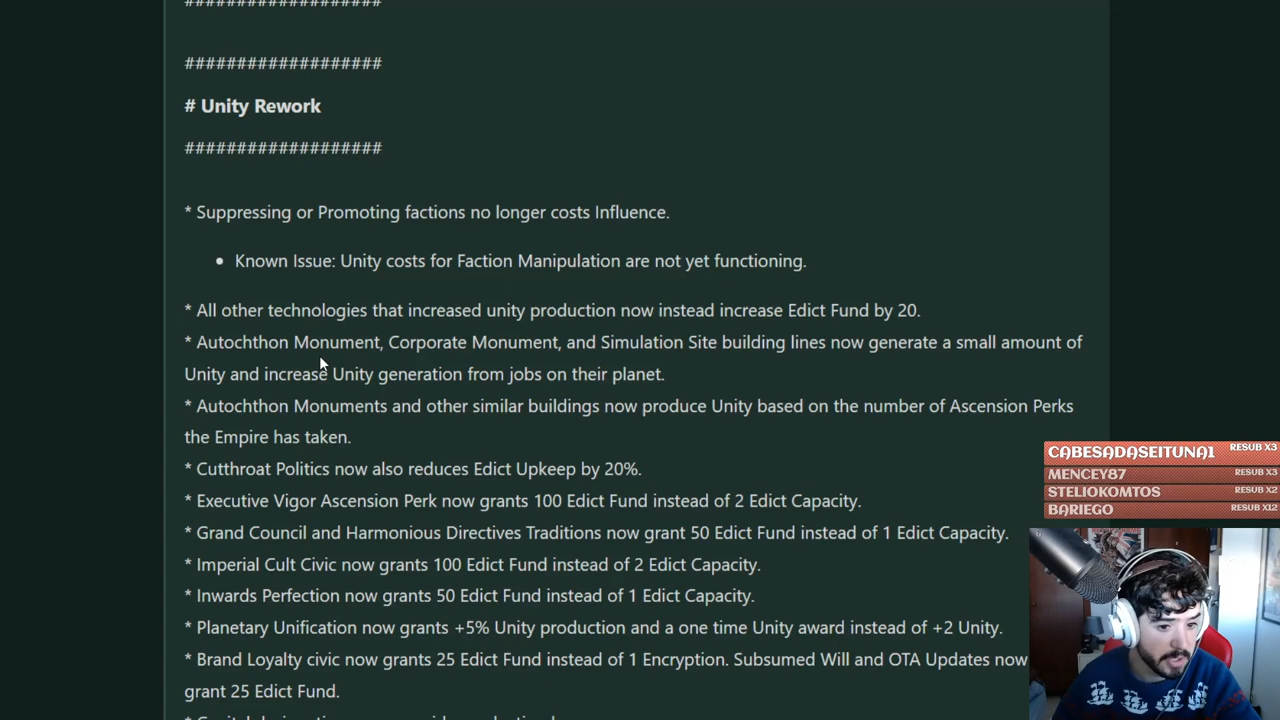 ###################
###################
# Unity Rework
###################
* Suppressing or Promoting factions no longer costs Influence.
• Known Issue: Unity costs for Faction Manipulation are not yet functioning.
* All other technologies that increased unity production now instead increase Edict Fund by 20.
* Autochthon Monument, Corporate Monument, and Simulation Site building lines now generate a small amount of
Unity and increase Unity generation from jobs on their planet.
* Autochthon Monuments and other similar buildings now produce Unity based on the number of Ascension Perks
the Empire has taken.
* Cutthroat Politics now also reduces Edict Upkeep by 20%.
* Executive Vigor Ascension Perk now grants 100 Edict Fund instead of 2 Edict Capacity.
* Grand Council and Harmonious Directives Traditions now grant 50 Edict Fund instead of 1 Edict Capacity.
* Imperial Cult Civic now grants 100 Edict Fund instead of 2 Edict Capacity.
* Inwards Perfection now grants 50 Edict Fund instead of 1 Edict Capacity.
* Planetary Unification now grants +5% Unity production and a one time Unity award instead of +2 Unity.
* Brand Loyalty civic now grants 25 Edict Fund instead of 1 Encryption. Subsumed Will and OTA Updates now
grant 25 Edict Fund.
CABESADASEITUNA1 RESUB X3
MENCEY87 RESUB X3
STELIOKOMTOS RESUB X2
BARIEGO RESUB X12